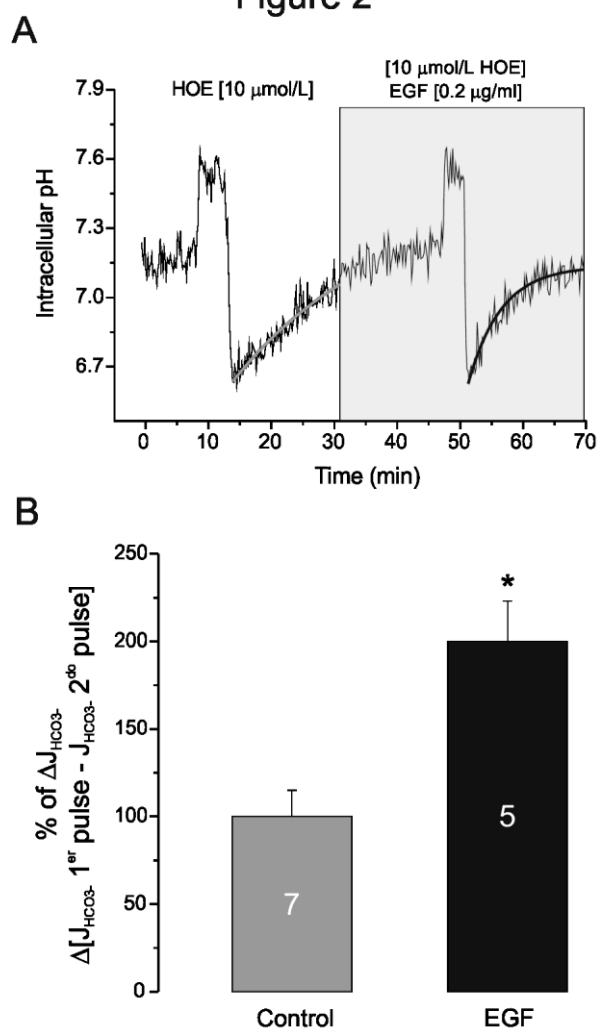 Figure 2
A
HOE [10 µmol/L]
[10 µmol/L HOE]
EGF [0.2 µg/ml]
Intracellular pH
7.9
7.6
7.3
7.0
6.7
0 10 20 30 40 50 60 70
Time (min)
B
% of ΔJHCO3-
Δ[JHCO3- 1er pulse - JHCO3- 2do pulse]
250
200
150
100
50
0
*
7
5
Control EGF